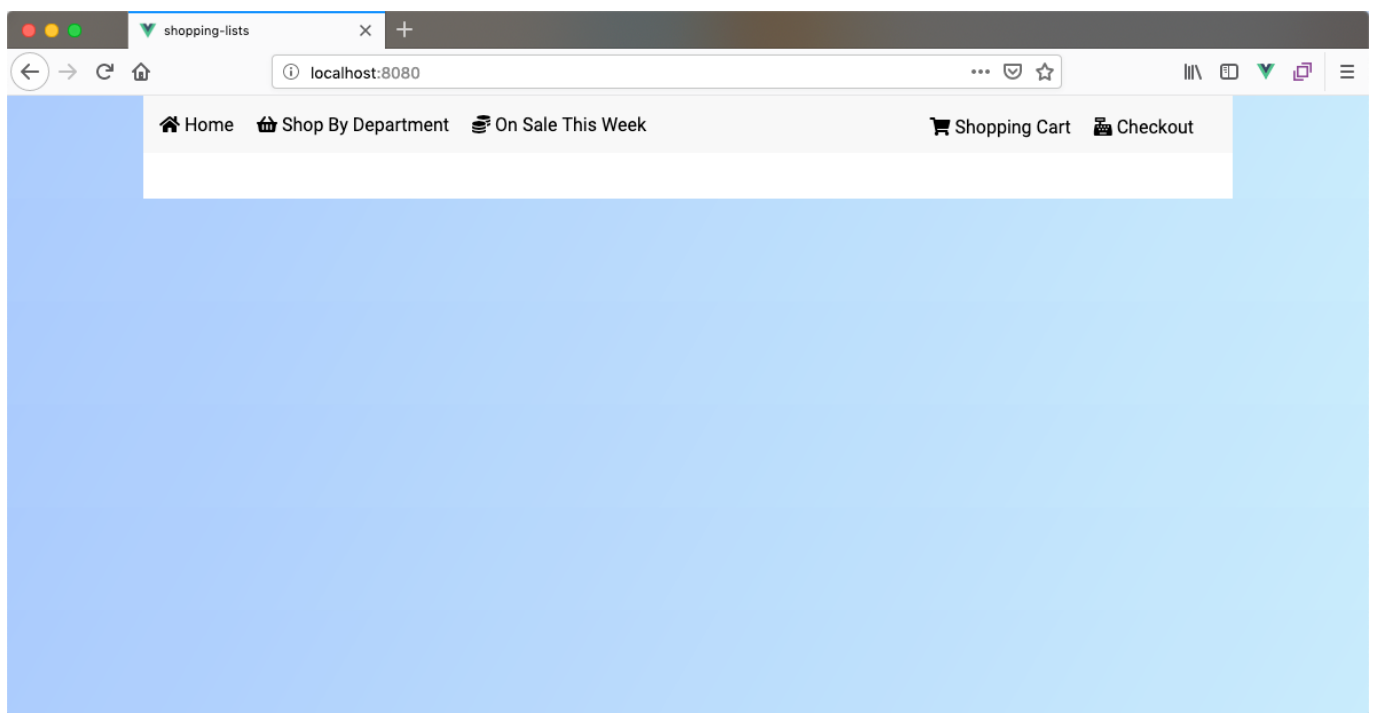 shopping-lists
localhost:8080
Home Shop By Department On Sale This Week Shopping Cart Checkout